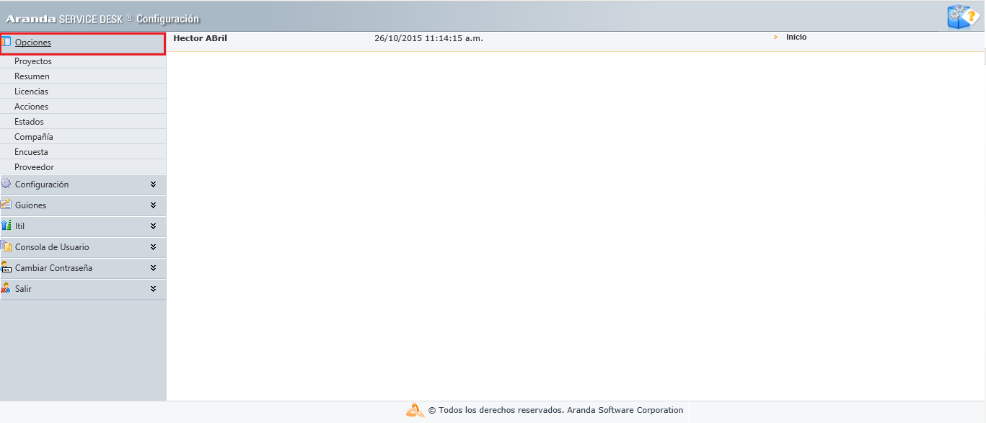 Aranda SERVICE DESK ® Configuración
Opciones
Hector ABril 26/10/2015 11:14:15 a.m. > Inicio
Proyectos
Resumen
Licencias
Acciones
Estados
Compañía
Encuesta
Proveedor
Configuración
Guiones
Itil
Consola de Usuario
Cambiar Contraseña
Salir
© Todos los derechos reservados. Aranda Software Corporation